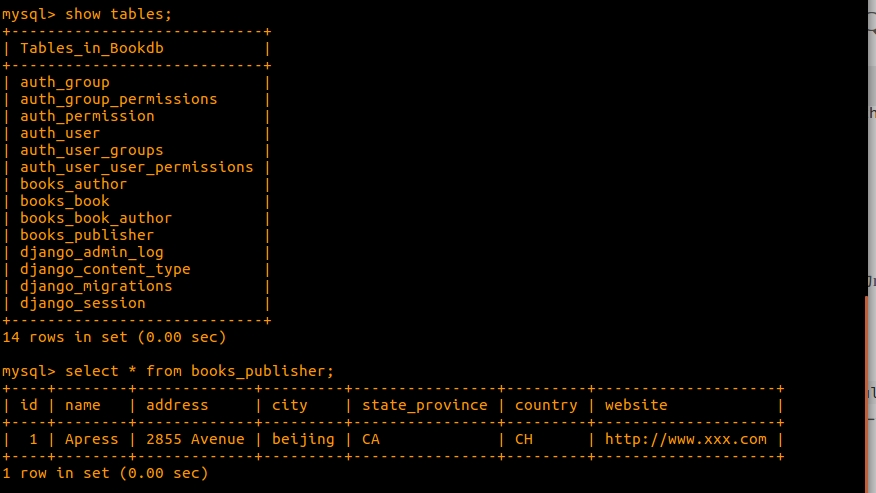 mysql> show tables;
+----------------------------+
| Tables_in_Bookdb           |
+----------------------------+
| auth_group                 |
| auth_group_permissions     |
| auth_permission            |
| auth_user                  |
| auth_user_groups           |
| auth_user_user_permissions |
| books_author               |
| books_book                 |
| books_book_author          |
| books_publisher            |
| django_admin_log           |
| django_content_type        |
| django_migrations          |
| django_session             |
+----------------------------+
14 rows in set (0.00 sec)

mysql> select * from books_publisher;
+----+--------+-------------+---------+----------------+---------+--------------------+
| id | name   | address     | city    | state_province | country | website            |
+----+--------+-------------+---------+----------------+---------+--------------------+
|  1 | Apress | 2855 Avenue | beijing | CA             | CH      | http://www.xxx.com |
+----+--------+-------------+---------+----------------+---------+--------------------+
1 row in set (0.00 sec)